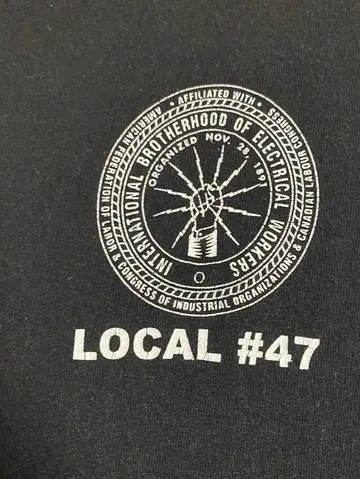 · AFFILIATED WITH ·
AMERICAN FEDERATION OF LABOR & CONGRESS OF INDUSTRIAL ORGANIZATIONS & CANADIAN LABOUR CONGRESS
INTERNATIONAL BROTHERHOOD OF ELECTRICAL WORKERS
ORGANIZED NOV. 28, 189
O
LOCAL #47